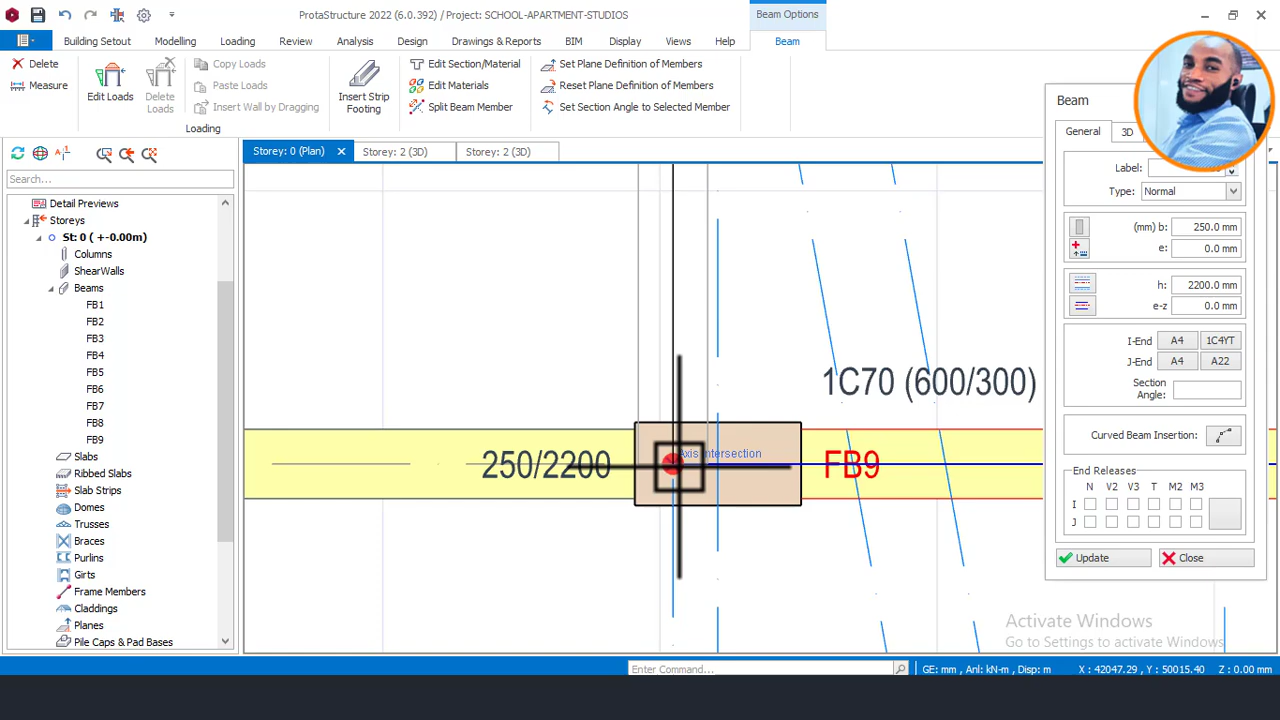 ProtaStructure 2022 (6.0.392) / Project: SCHOOL-APARTMENT-STUDIOS
Beam Options
Building Setout Modelling Loading Review Analysis Design Drawings & Reports BIM Display Views Help Beam
Delete
Measure
Edit Loads
Delete Loads
Copy Loads
Paste Loads
Insert Wall by Dragging
Loading
Insert Strip Footing
Edit Section/Material
Edit Materials
Split Beam Member
Set Plane Definition of Members
Reset Plane Definition of Members
Set Section Angle to Selected Member
Search...
Detail Previews
Storeys
St: 0 ( +-0.00m)
Columns
ShearWalls
Beams
FB1
FB2
FB3
FB4
FB5
FB6
FB7
FB8
FB9
Slabs
Ribbed Slabs
Slab Strips
Domes
Trusses
Braces
Purlins
Girts
Frame Members
Claddings
Planes
Pile Caps & Pad Bases
Storey: 0 (Plan) Storey: 2 (3D) Storey: 2 (3D)
1C70 (600/300)
250/2200
Axis Intersection
FB9
Beam
General 3D
Label:
Type: Normal
(mm) b: 250.0 mm
e: 0.0 mm
h: 2200.0 mm
e-z 0.0 mm
I-End A4 1C4YT
J-End A4 A22
Section Angle:
Curved Beam Insertion:
End Releases
N V2 V3 T M2 M3
I
J
Update Close
Activate Windows
Go to Settings to activate Windows.
Enter Command...
GE: mm, Anl: kN-m, Disp: m X : 42047.29, Y : 50015.40 Z : 0.00 mm